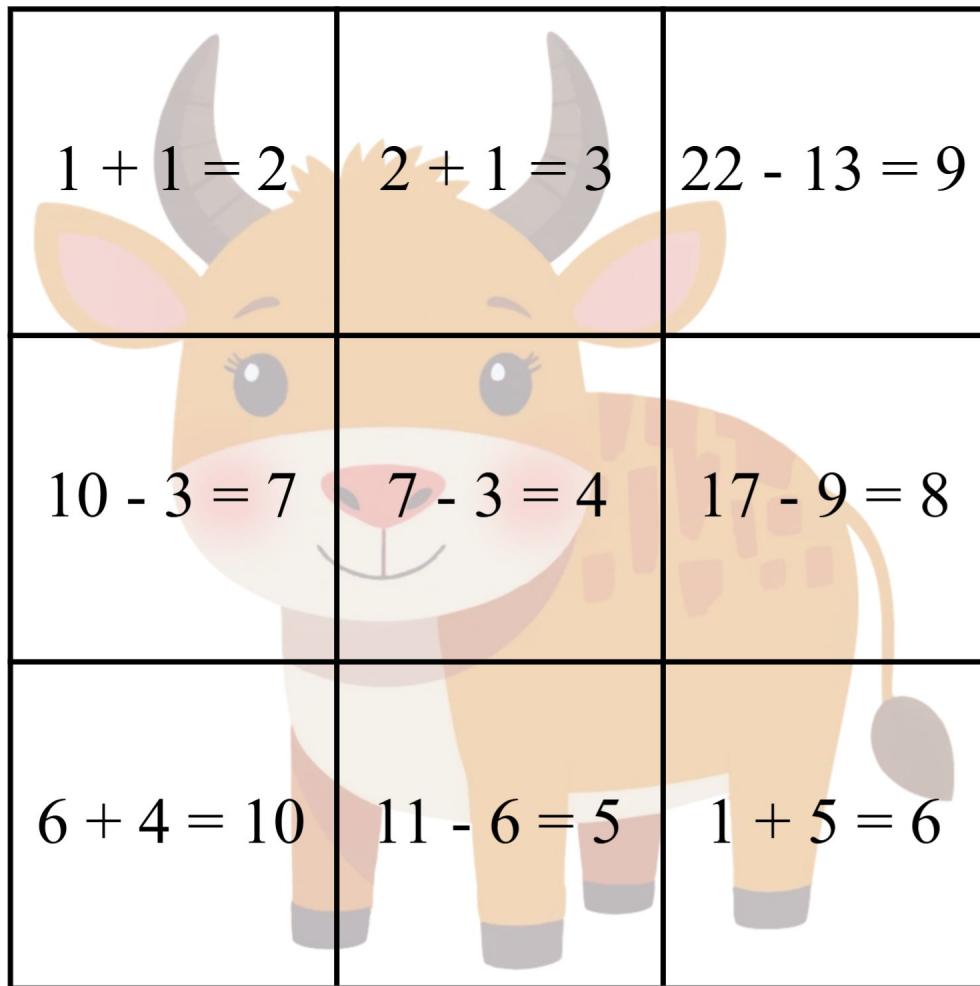 1 + 1 = 2
2 + 1 = 3
22 - 13 = 9
10 - 3 = 7
7 - 3 = 4
17 - 9 = 8
6 + 4 = 10
11 - 6 = 5
1 + 5 = 6